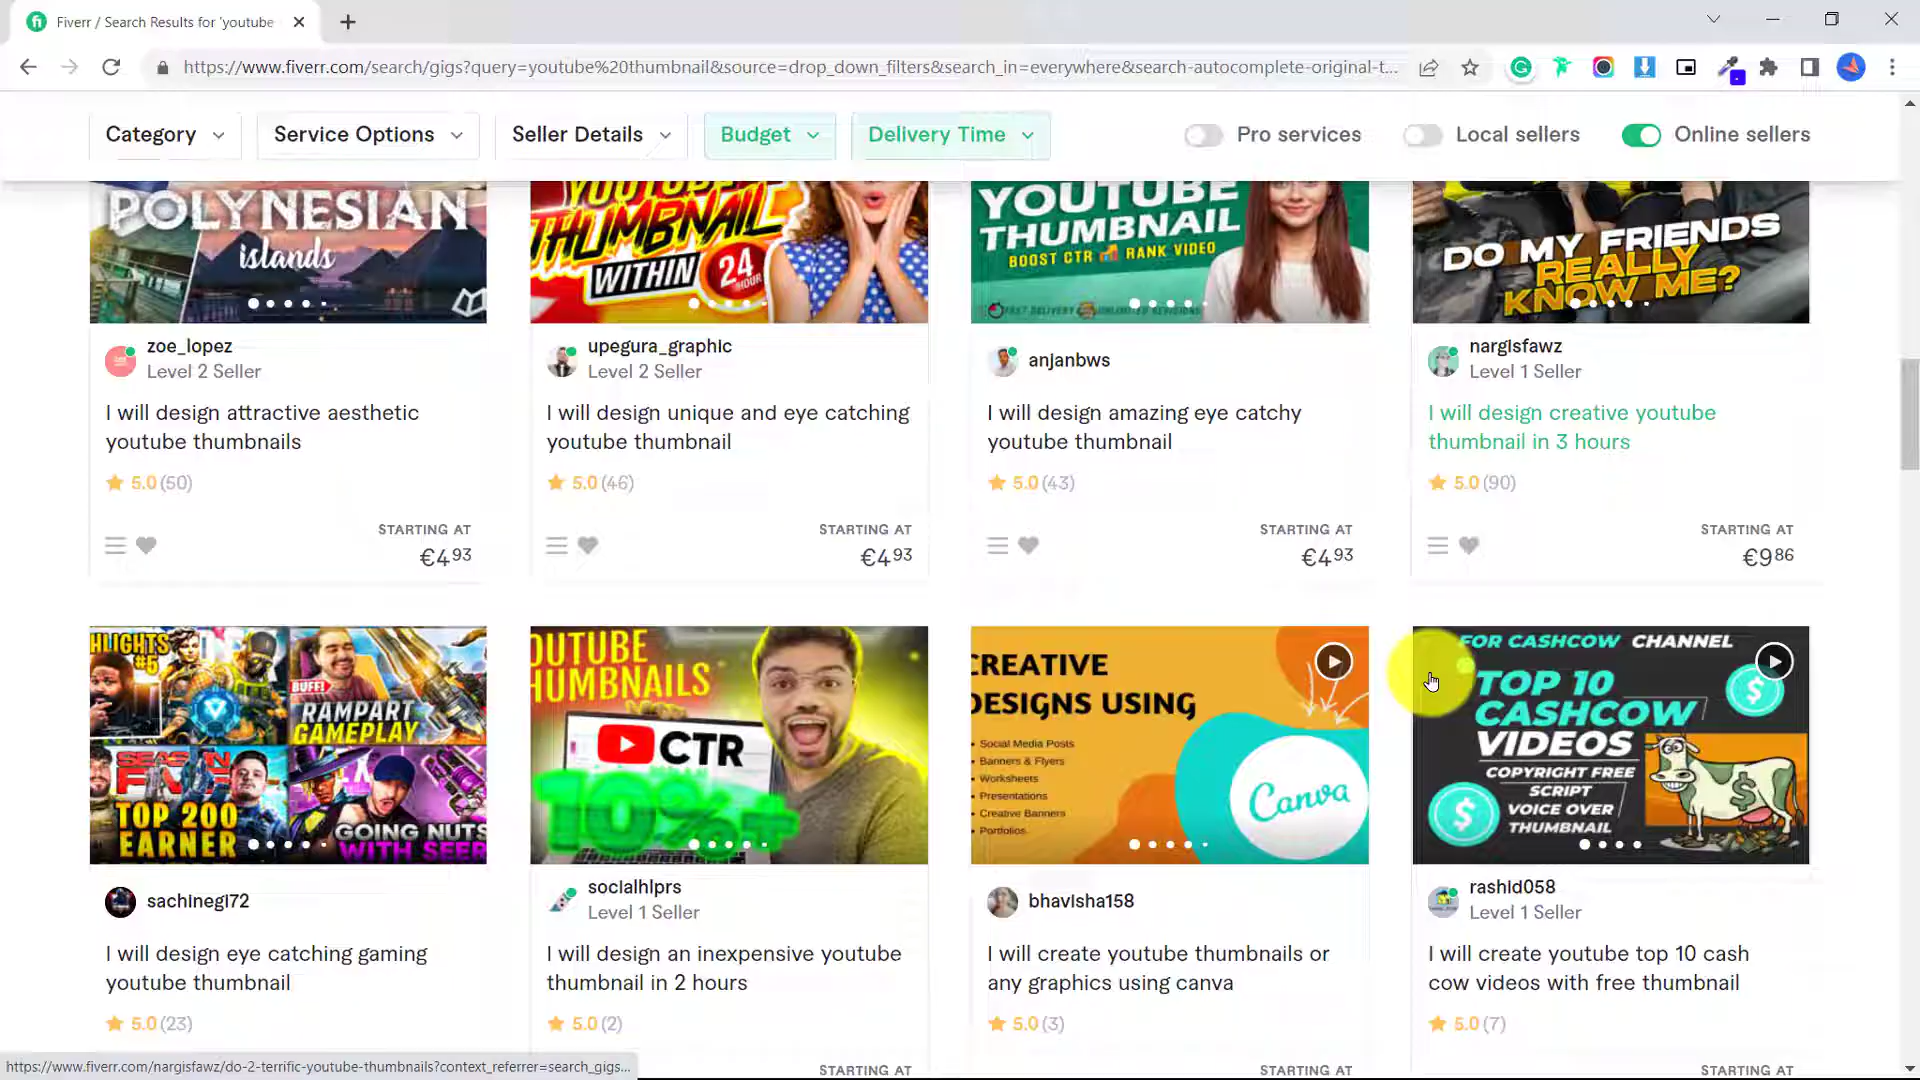 Fiverr / Search Results for 'youtube
https://www.fiverr.com/search/gigs?query=youtube%20thumbnail&source=drop_down_filters&search_in=everywhere&search-autocomplete-original-t...
Category
Service Options
Seller Details
Budget
Delivery Time
Pro services
Local sellers
Online sellers
POLYNESIAN
islands
YOUTUBE
THUMBNAIL
WITHIN 24
HOUR
YOUTUBE
THUMBNAIL
BOOST CTR RANK VIDEO
FAST DELIVERY UNLIMITED REVISIONS
DO MY FRIENDS
REALLY
KNOW ME?
zoe_lopez
Level 2 Seller
upegura_graphic
Level 2 Seller
anjanbws
nargisfawz
Level 1 Seller
I will design attractive aesthetic
youtube thumbnails
I will design unique and eye catching
youtube thumbnail
I will design amazing eye catchy
youtube thumbnail
I will design creative youtube
thumbnail in 3 hours
5.0 (50)
5.0 (46)
5.0 (43)
5.0 (90)
STARTING AT
€4.93
STARTING AT
€4.93
STARTING AT
€4.93
STARTING AT
€9.86
HLIGHTS
#5
BUFF!
RAMPART
GAMEPLAY
TOP 200
EARNER
GOING NUTS
WITH SEER
OUTUBE
HUMBNAILS
CTR
10%+
CREATIVE
DESIGNS USING
• Social Media Posts
• Banners & Flyers
• Worksheets
• Presentations
• Creative Banners
• Portfolios
Canva
FOR CASHCOW CHANNEL
TOP 10
CASHCOW
VIDEOS
COPYRIGHT FREE
SCRIPT
VOICE OVER
THUMBNAIL
sachinegi72
socialhlprs
Level 1 Seller
bhavisha158
rashid058
Level 1 Seller
I will design eye catching gaming
youtube thumbnail
I will design an inexpensive youtube
thumbnail in 2 hours
I will create youtube thumbnails or
any graphics using canva
I will create youtube top 10 cash
cow videos with free thumbnail
5.0 (23)
5.0 (2)
5.0 (3)
5.0 (7)
STARTING AT
STARTING AT
STARTING AT
https://www.fiverr.com/nargisfawz/do-2-terrific-youtube-thumbnails?context_referrer=search_gigs...